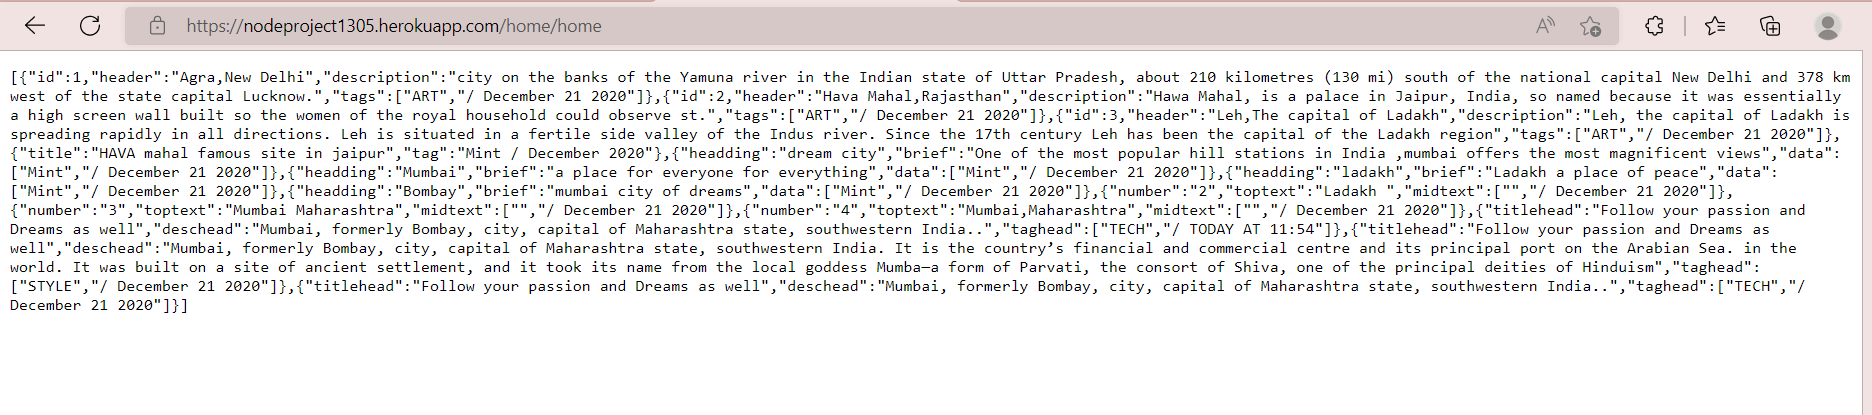 https://nodeproject1305.herokuapp.com/home/home
[{"id":1,"header":"Agra,New Delhi","description":"city on the banks of the Yamuna river in the Indian state of Uttar Pradesh, about 210 kilometres (130 mi) south of the national capital New Delhi and 378 km
west of the state capital Lucknow.","tags":["ART","/ December 21 2020"]},{"id":2,"header":"Hava Mahal,Rajasthan","description":"Hawa Mahal, is a palace in Jaipur, India, so named because it was essentially
a high screen wall built so the women of the royal household could observe st.","tags":["ART","/ December 21 2020"]},{"id":3,"header":"Leh,The capital of Ladakh","description":"Leh, the capital of Ladakh is
spreading rapidly in all directions. Leh is situated in a fertile side valley of the Indus river. Since the 17th century Leh has been the capital of the Ladakh region","tags":["ART","/ December 21 2020"]},
{"title":"HAVA mahal famous site in jaipur","tag":"Mint / December 2020"},{"headding":"dream city","brief":"One of the most popular hill stations in India ,mumbai offers the most magnificent views","data":
["Mint","/ December 21 2020"]},{"headding":"Mumbai","brief":"a place for everyone for everything","data":["Mint","/ December 21 2020"]},{"headding":"ladakh","brief":"Ladakh a place of peace","data":
["Mint","/ December 21 2020"]},{"headding":"Bombay","brief":"mumbai city of dreams","data":["Mint","/ December 21 2020"]},{"number":"2","toptext":"Ladakh ","midtext":["","/ December 21 2020"]},
{"number":"3","toptext":"Mumbai Maharashtra","midtext":["","/ December 21 2020"]},{"number":"4","toptext":"Mumbai,Maharashtra","midtext":["","/ December 21 2020"]},{"titlehead":"Follow your passion and
Dreams as well","deschead":"Mumbai, formerly Bombay, city, capital of Maharashtra state, southwestern India..","taghead":["TECH","/ TODAY AT 11:54"]},{"titlehead":"Follow your passion and Dreams as
well","deschead":"Mumbai, formerly Bombay, city, capital of Maharashtra state, southwestern India. It is the country’s financial and commercial centre and its principal port on the Arabian Sea. in the
world. It was built on a site of ancient settlement, and it took its name from the local goddess Mumba—a form of Parvati, the consort of Shiva, one of the principal deities of Hinduism","taghead":
["STYLE","/ December 21 2020"]},{"titlehead":"Follow your passion and Dreams as well","deschead":"Mumbai, formerly Bombay, city, capital of Maharashtra state, southwestern India..","taghead":["TECH","/
December 21 2020"]}]